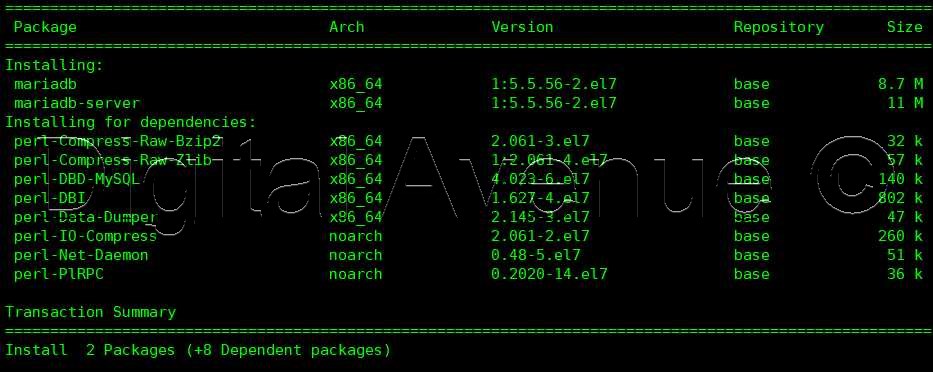 Package Arch Version Repository Size
Installing:
mariadb x86_64 1:5.5.56-2.el7 base 8.7 M
mariadb-server x86_64 1:5.5.56-2.el7 base 11 M
Installing for dependencies:
perl-Compress-Raw-Bzip2 x86_64 2.061-3.el7 base 32 k
perl-Compress-Raw-Zlib x86_64 1:2.061-4.el7 base 57 k
perl-DBD-MySQL x86_64 4.023-6.el7 base 140 k
perl-DBI x86_64 1.627-4.el7 base 802 k
perl-Data-Dumper x86_64 2.145-3.el7 base 47 k
perl-IO-Compress noarch 2.061-2.el7 base 260 k
perl-Net-Daemon noarch 0.48-5.el7 base 51 k
perl-PlRPC noarch 0.2020-14.el7 base 36 k
Transaction Summary
Install 2 Packages (+8 Dependent packages)